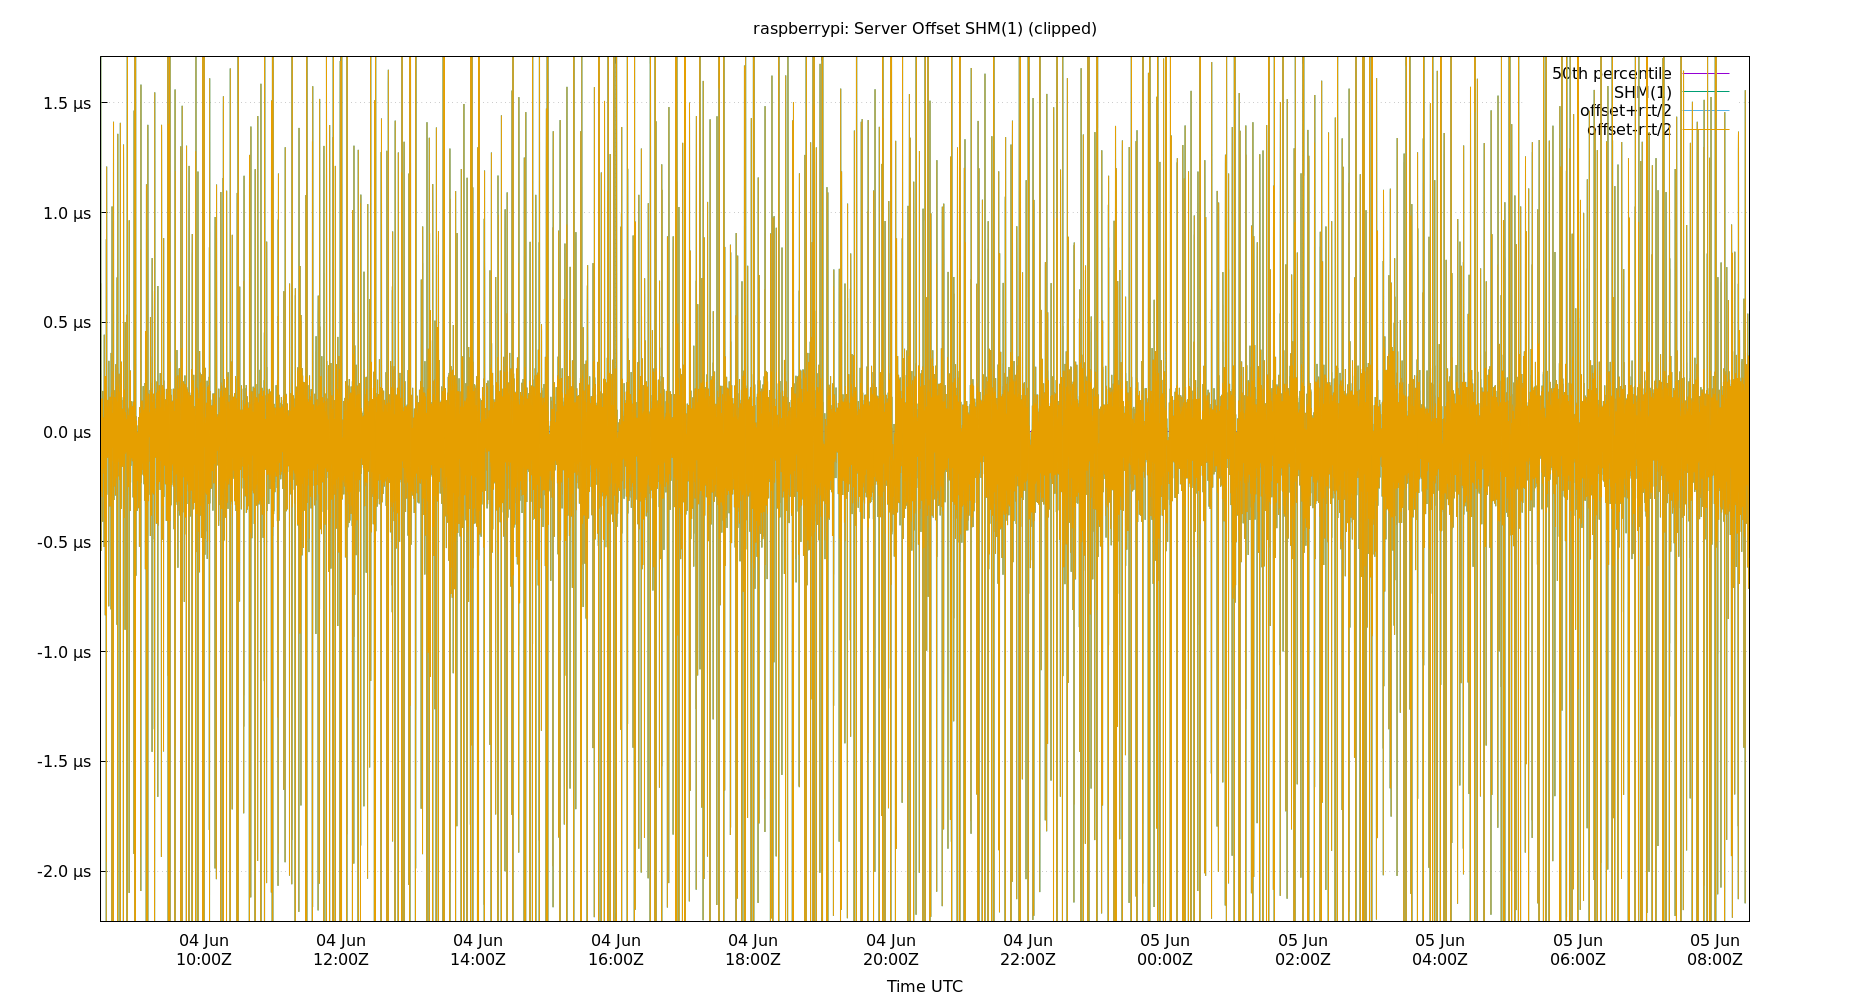 raspberrypi: Server Offset SHM(1) (clipped)
50th percentile
SHM(1)
offset+rtt/2
offset-rtt/2
1.5 µs
1.0 µs
0.5 µs
0.0 µs
-0.5 µs
-1.0 µs
-1.5 µs
-2.0 µs
04 Jun 04 Jun 04 Jun 04 Jun 04 Jun 04 Jun 04 Jun 05 Jun 05 Jun 05 Jun 05 Jun 05 Jun
10:00Z 12:00Z 14:00Z 16:00Z 18:00Z 20:00Z 22:00Z 00:00Z 02:00Z 04:00Z 06:00Z 08:00Z
Time UTC